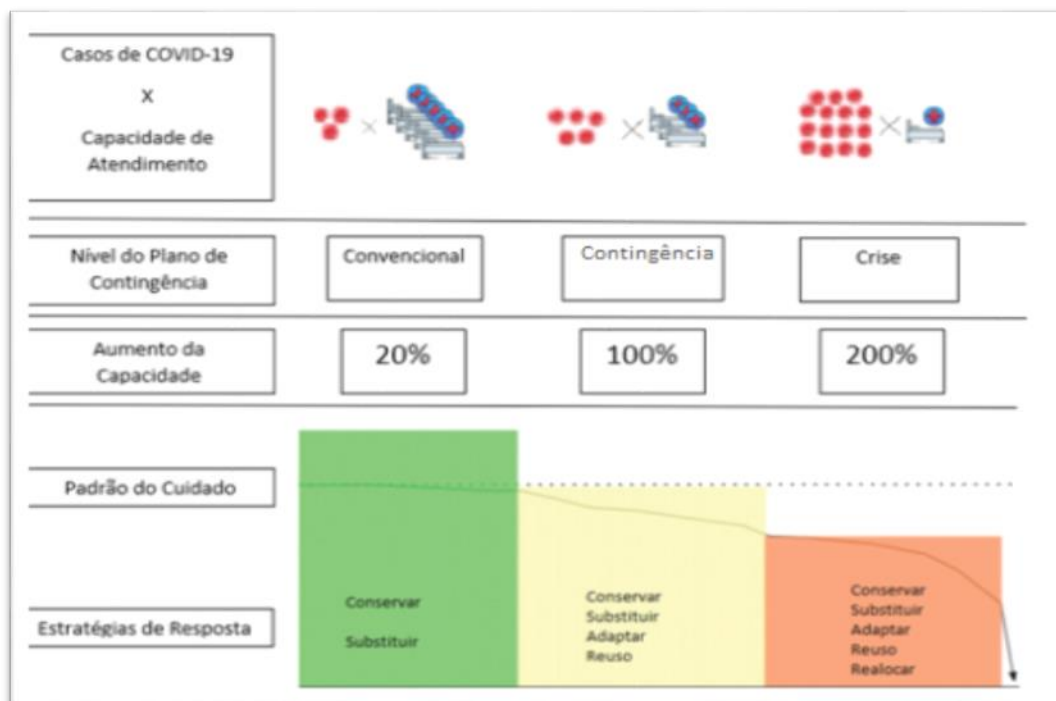 Casos de COVID-19
X
Capacidade de
Atendimento
Nível do Plano de
Contingência
Convencional
Contingência
Crise
Aumento da
Capacidade
20%
100%
200%
Padrão do Cuidado
Estratégias de Resposta
Conservar
Substituir
Conservar
Substituir
Adaptar
Reuso
Conservar
Substituir
Adaptar
Reuso
Realocar